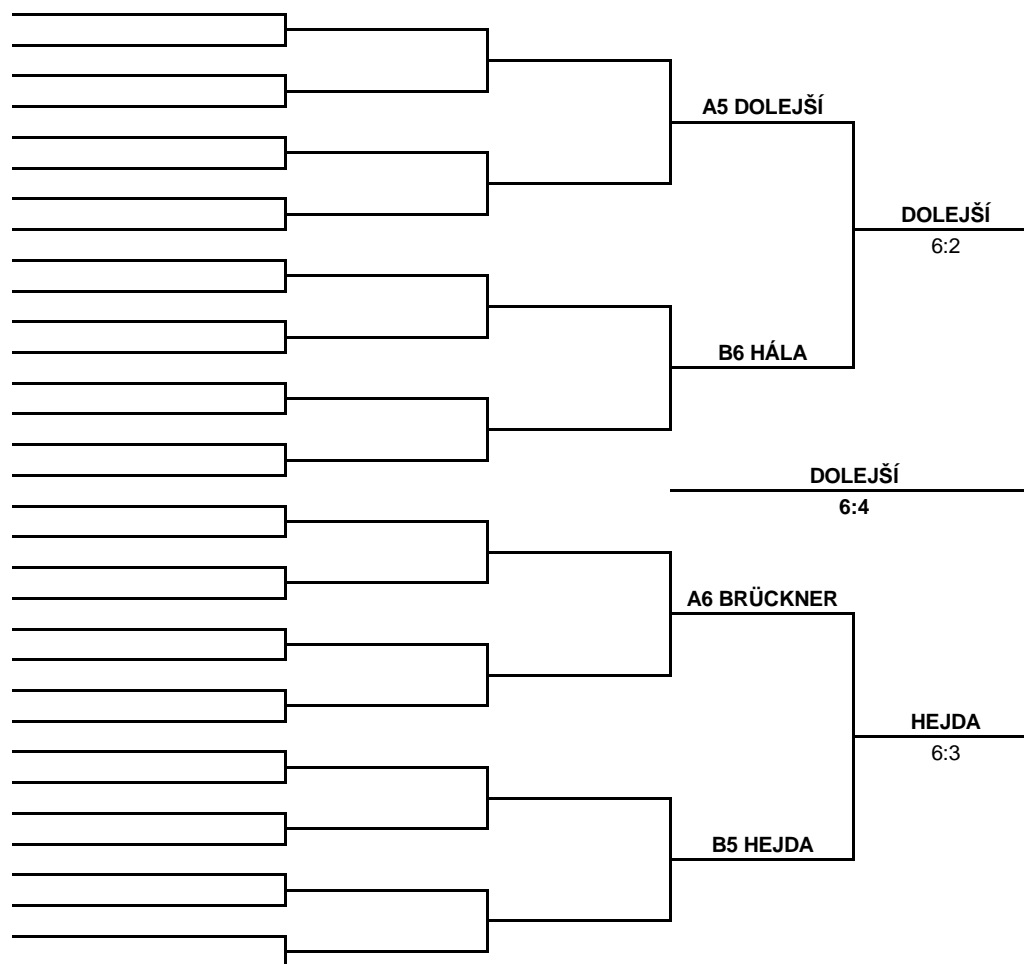 A5 DOLEJŠÍ
DOLEJŠÍ
6:2
B6 HÁLA
DOLEJŠÍ
6:4
A6 BRÜCKNER
HEJDA
6:3
B5 HEJDA